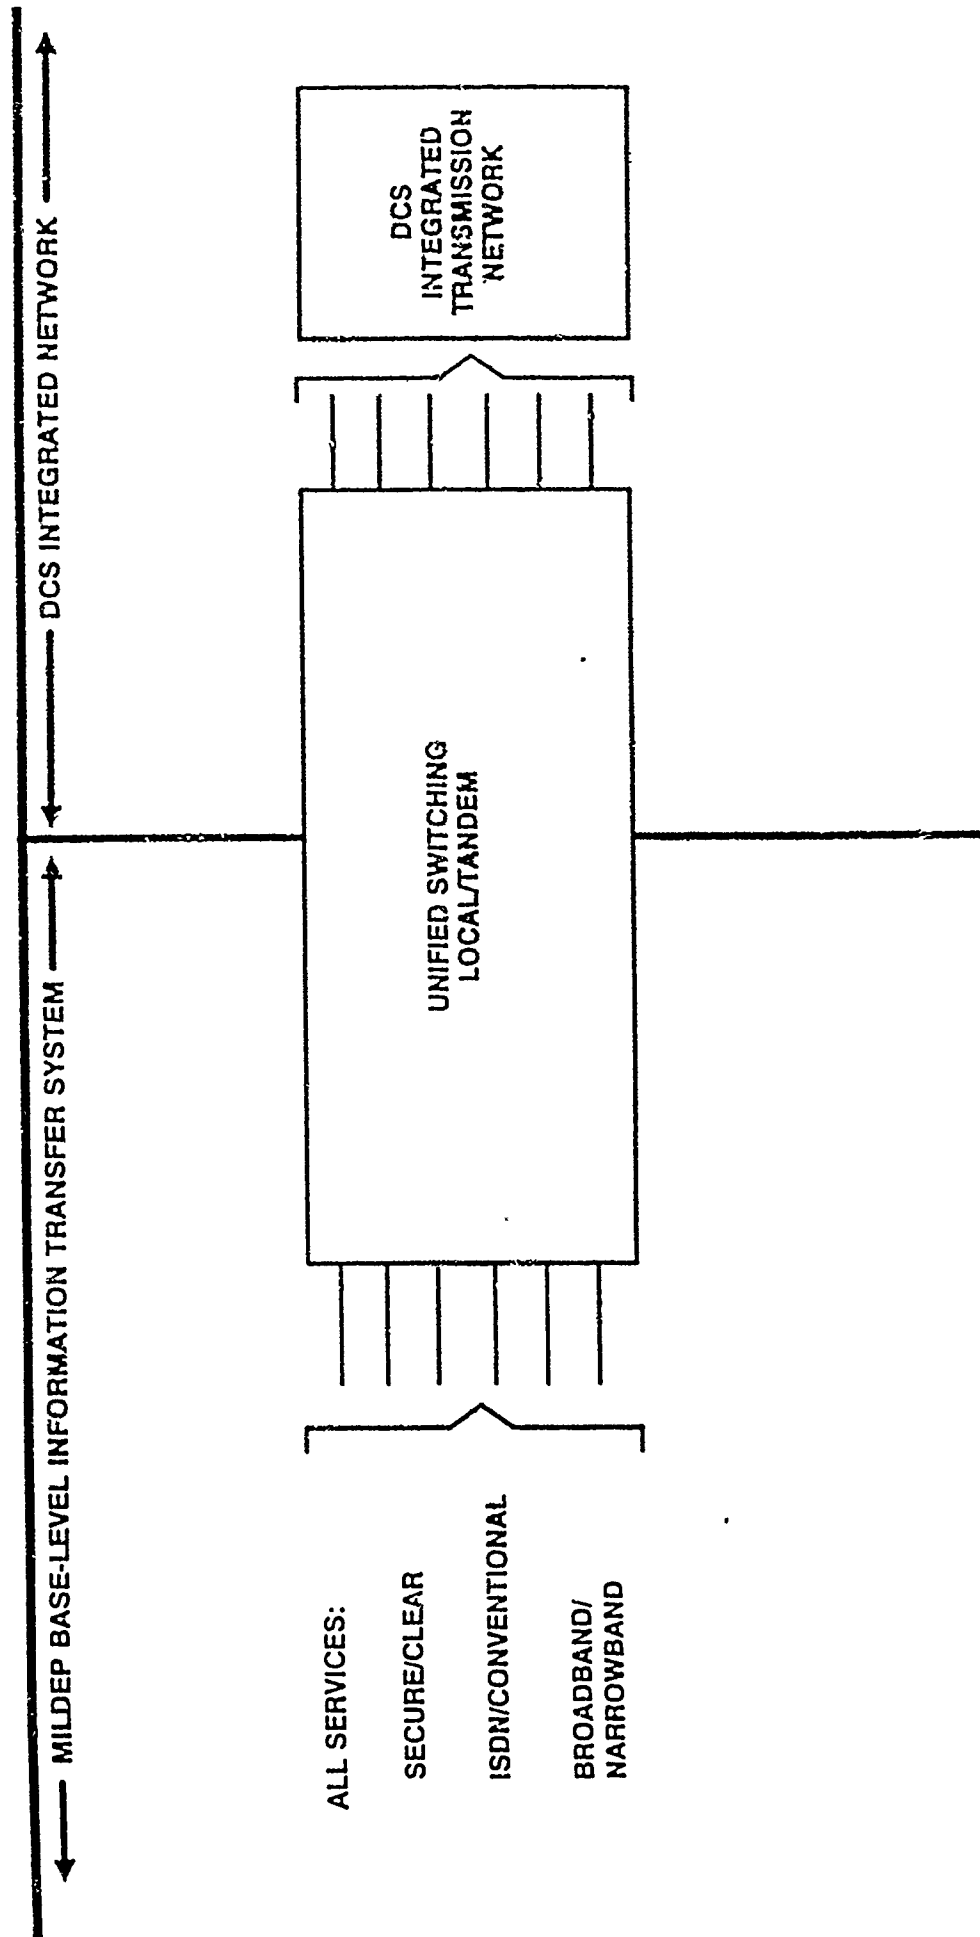 MILDEP BASE-LEVEL INFORMATION TRANSFER SYSTEM
DCS INTEGRATED NETWORK
ALL SERVICES:
SECURE/CLEAR
ISDN/CONVENTIONAL
BROADBAND/
NARROWBAND
UNIFIED SWITCHING
LOCAL/TANDEM
DCS
INTEGRATED
TRANSMISSION
NETWORK